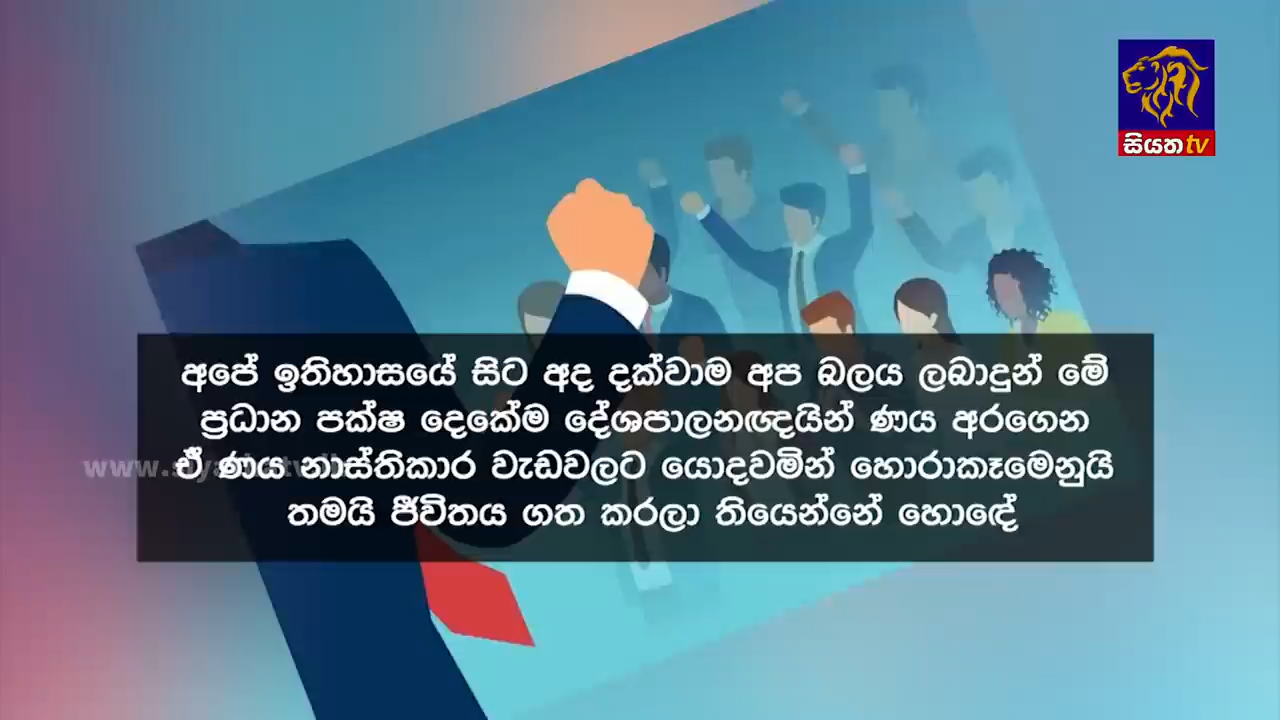 සියත tv
අපේ ඉතිහාසයේ සිට අද දක්වාම අප බලය ලබාදුන් මේ
ප්‍රධාන පක්ෂ දෙකේම දේශපාලනඥයින් ණය අරගෙන
ඒ ණය නාස්තිකාර වැඩවලට යොදවමින් හොරාකෑමෙනුයි
තමයි ජීවිතය ගත කරලා තියෙන්නේ හොඳේ